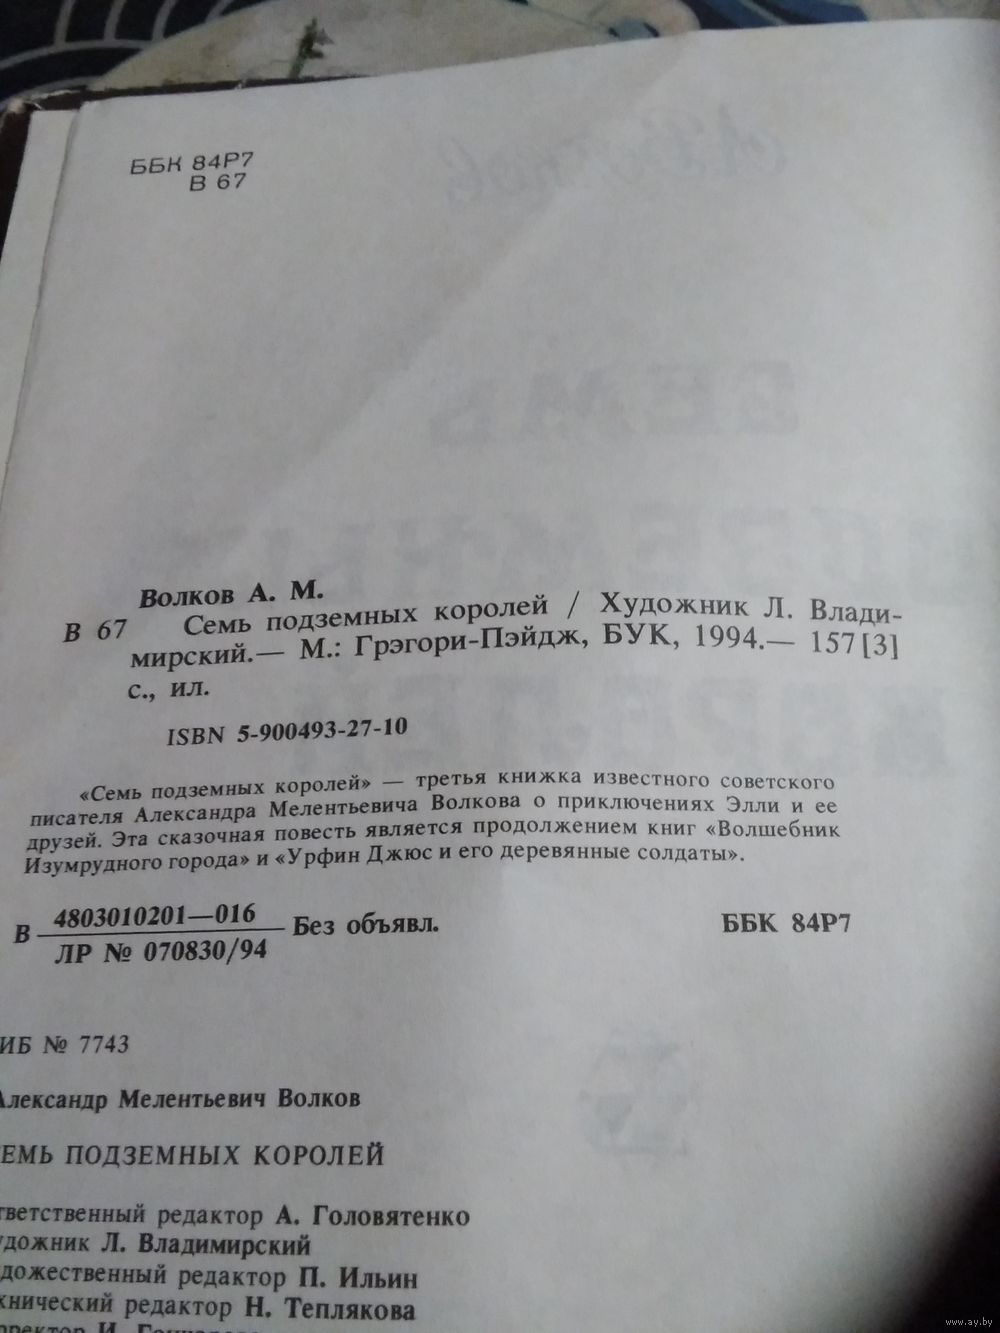 ББК 84Р7
В 67
Волков А. М.
В 67 Семь подземных королей / Художник Л. Влади-
мирский.— М.: Грэгори-Пэйдж, БУК, 1994.— 157[3]
с., ил.
ISBN 5-900493-27-10
«Семь подземных королей» — третья книжка известного советского
писателя Александра Мелентьевича Волкова о приключениях Элли и ее
друзей. Эта сказочная повесть является продолжением книг «Волшебник
Изумрудного города» и «Урфин Джюс и его деревянные солдаты».
В 4803010201—016 Без объявл. ББК 84Р7
ЛР № 070830/94
ИБ № 7743
Александр Мелентьевич Волков
ЕМЬ ПОДЗЕМНЫХ КОРОЛЕЙ
тветственный редактор А. Головятенко
удожник Л. Владимирский
дожественный редактор П. Ильин
хнический редактор Н. Теплякова
www.ay.by